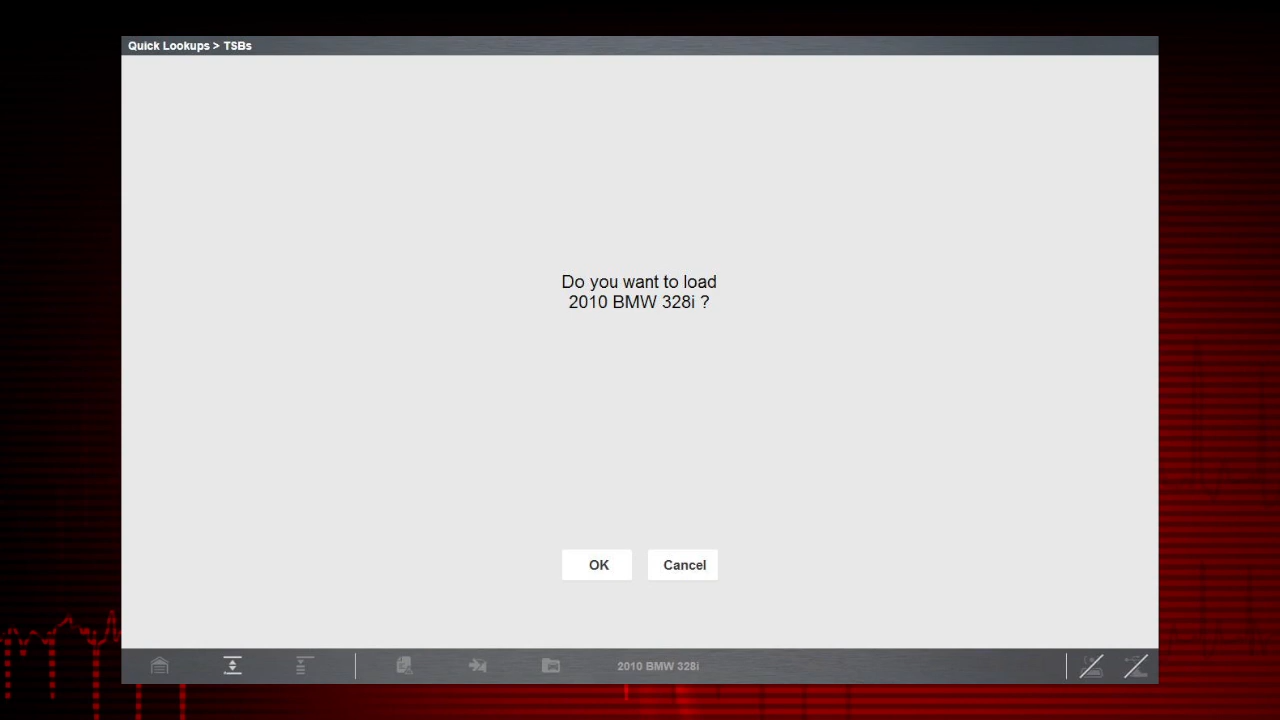 Quick Lookups > TSBs
Do you want to load
2010 BMW 328i ?
OK
Cancel
2010 BMW 328i